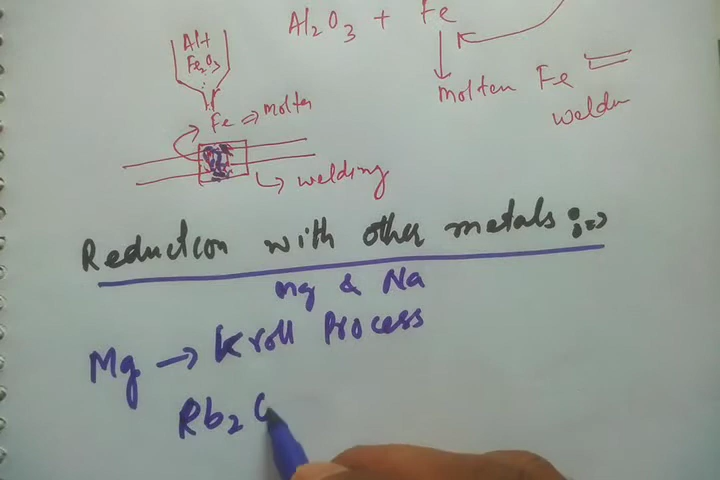 Al₂O₃ + Fe
Al+
Fe₂O₃
Fe ⇒ Molten
molten Fe
welding
Reduction with other metals :⇒
Mg & Na
Mg → Kroll Process
Rb₂